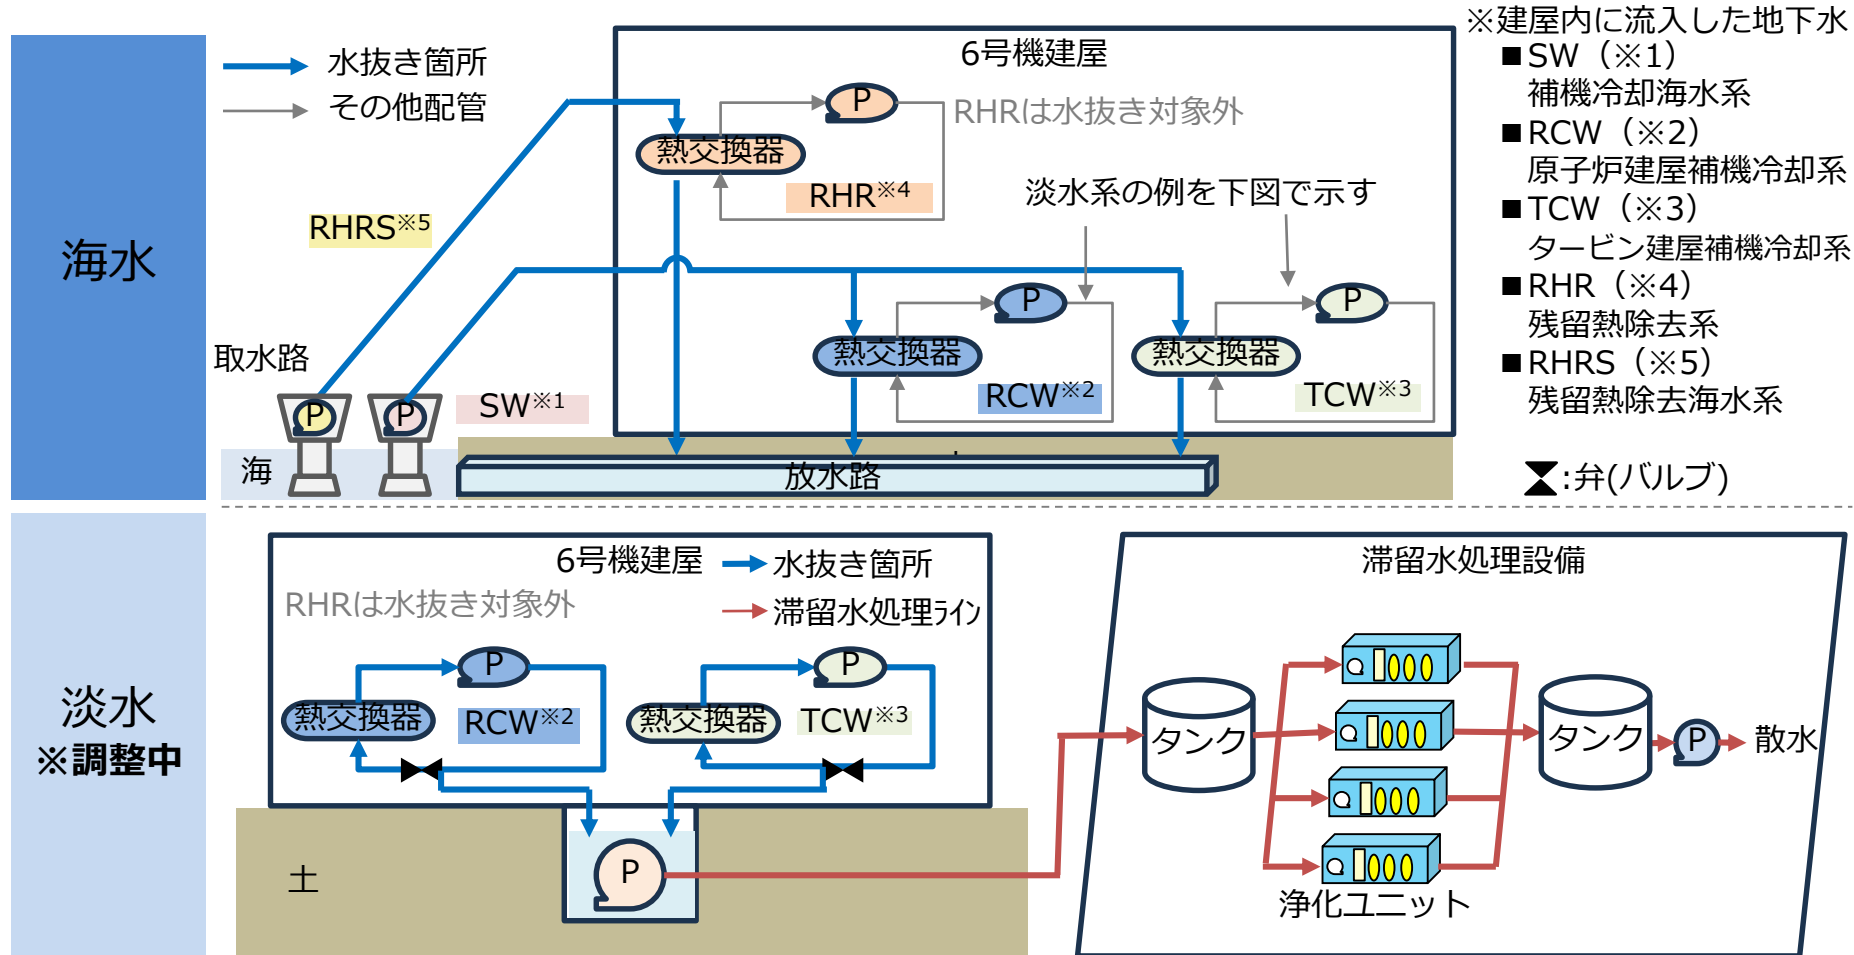 海水
水抜き箇所
その他配管
6号機建屋
P
RHRは水抜き対象外
熱交換器
RHR※4
淡水系の例を下図で示す
RHRS※5
P
P
熱交換器
熱交換器
RCW※2
TCW※3
取水路
P
P
SW※1
海
放水路
※建屋内に流入した地下水
■SW（※1）
補機冷却海水系
■RCW（※2）
原子炉建屋補機冷却系
■TCW（※3）
タービン建屋補機冷却系
■RHR（※4）
残留熱除去系
■RHRS（※5）
残留熱除去海水系
:弁(バルブ)
淡水
※調整中
6号機建屋
水抜き箇所
RHRは水抜き対象外
滞留水処理ﾗｲﾝ
P
P
熱交換器
RCW※2
熱交換器
TCW※3
土
P
滞留水処理設備
タンク
タンク
P
散水
浄化ユニット